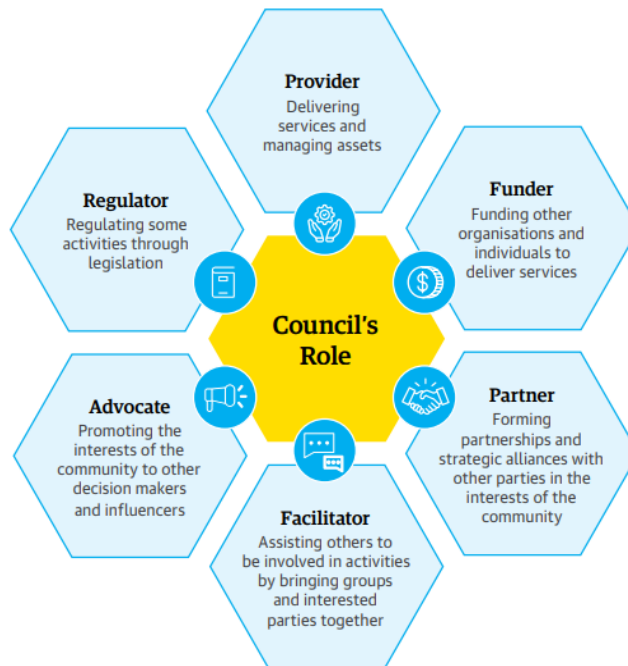 Provider
Delivering
services and
managing assets
Funder
Funding other
organisations and
individuals to
deliver services
Partner
Forming
partnerships and
strategic alliances with
other parties in the
interests of the
community
Facilitator
Assisting others to
be involved in activities
by bringing groups
and interested
parties together
Advocate
Promoting the
interests of the
community to other
decision makers
and influencers
Regulator
Regulating some
activities through
legislation
Council's
Role
$